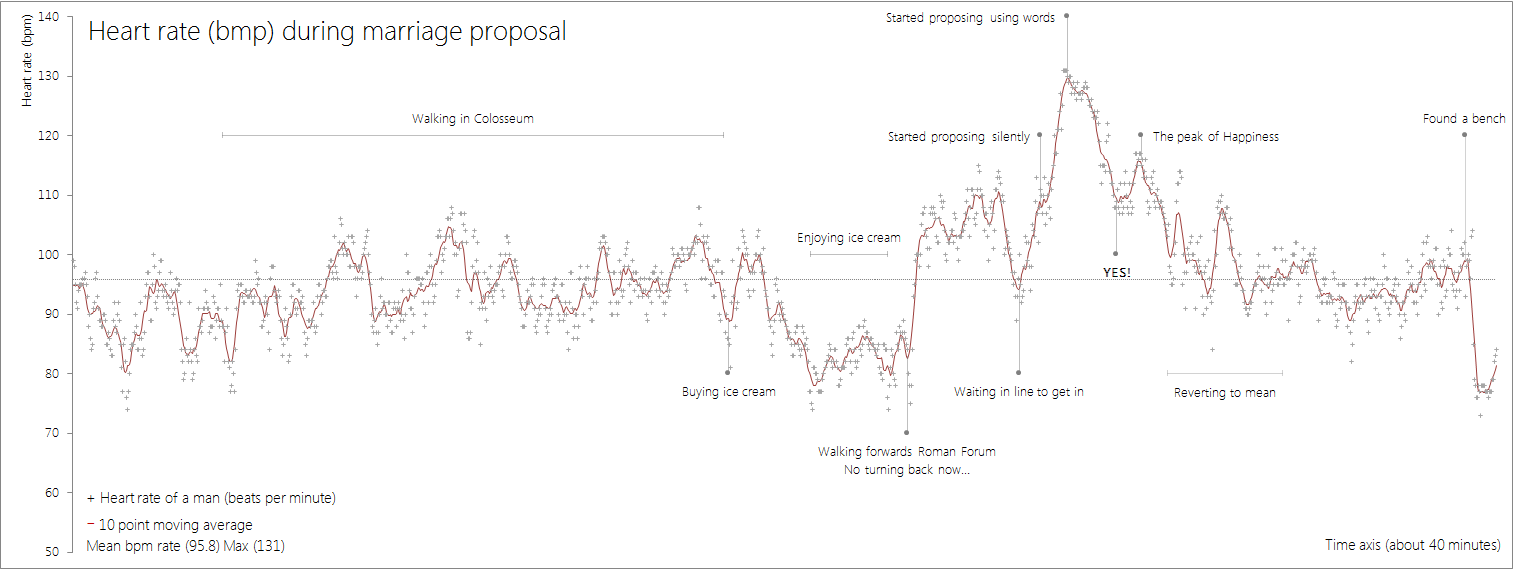 Heart rate (bmp) during marriage proposal
Heart rate (bpm)
140
130
120
110
100
90
80
70
60
50
Started proposing using words
Walking in Colosseum
Started proposing silently
The peak of Happiness
Found a bench
Enjoying ice cream
YES!
Buying ice cream
Waiting in line to get in
Reverting to mean
Walking forwards Roman Forum
No turning back now...
+ Heart rate of a man (beats per minute)
– 10 point moving average
Mean bpm rate (95.8) Max (131)
Time axis (about 40 minutes)